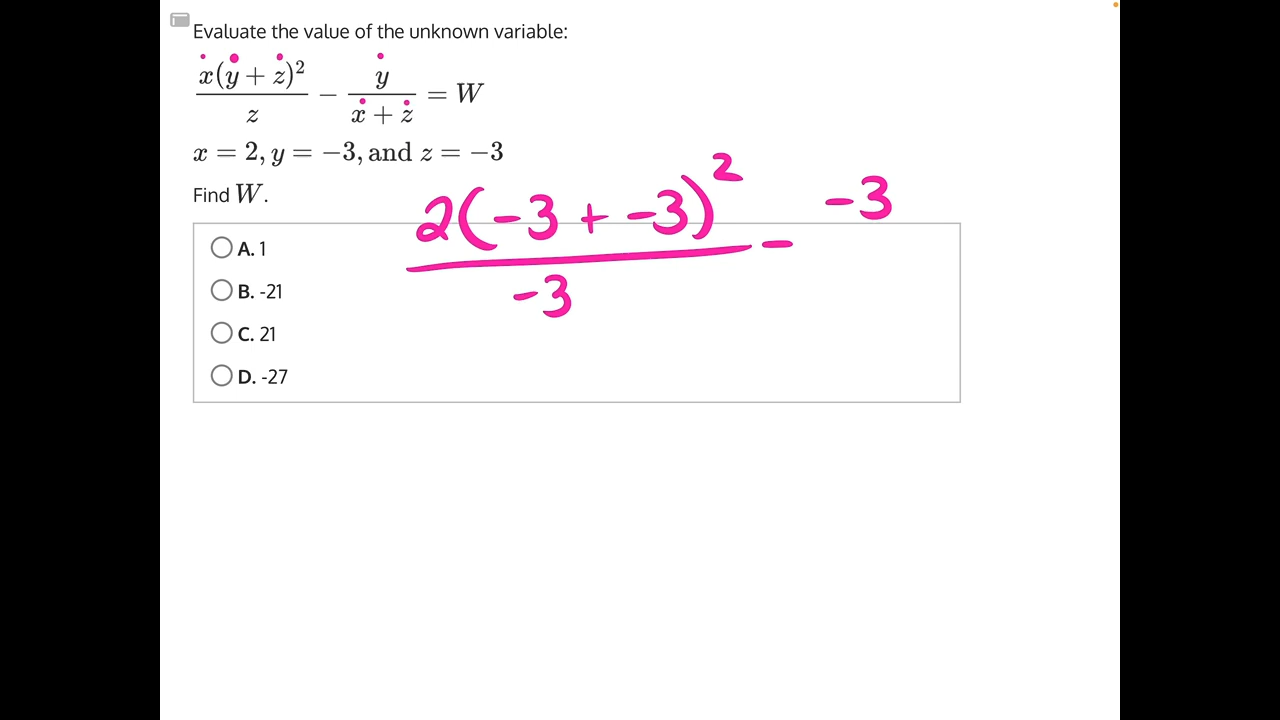 Evaluate the value of the unknown variable:
x(y + z)² / z − y / (x + z) = W
x = 2, y = −3, and z = −3
Find W.
2(-3 + -3)² / -3 − -3
A. 1
B. -21
C. 21
D. -27